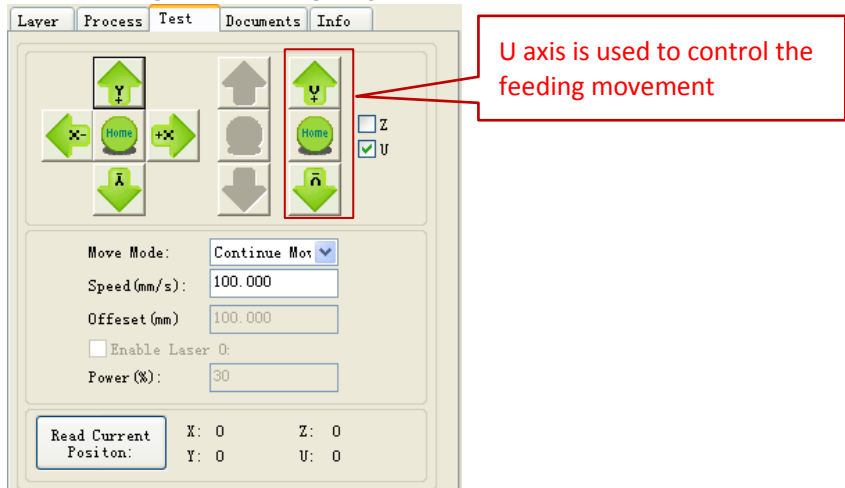 Layer Process Test Documents Info
U axis is used to control the
feeding movement
Y+ U+
X- Home +X Home Z
U
Y- U-
Move Mode: Continue Mov
Speed(mm/s): 100.000
Offeset(mm) 100.000
Enable Laser 0:
Power(%): 30
Read Current
Positon:
X: 0 Z: 0
Y: 0 U: 0